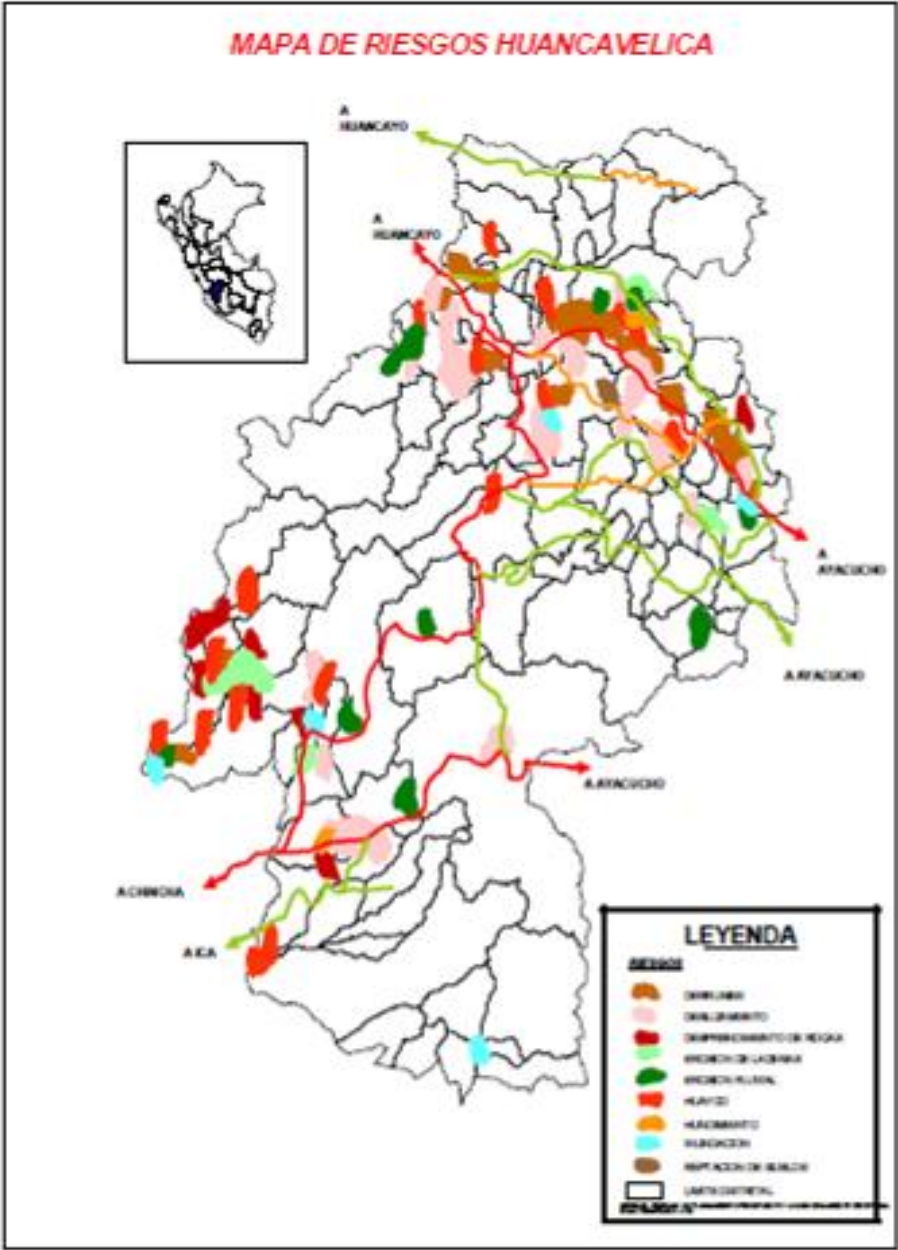 MAPA DE RIESGOS HUANCAVELICA
A
HUANCAYO
A
HUANCAYO
A
AYACUCHO
A AYACUCHO
A AYACUCHO
A CHINCHA
A ICA
LEYENDA
RIESGOS
DERRUMBE
DESLIZAMIENTO
DESPRENDIMIENTO DE ROCAS
EROSION DE LADERAS
EROSION FLUVIAL
HUAYCO
HUNDIMIENTO
INUNDACION
REPTACION DE SUELOS
LIMITE DISTRITAL